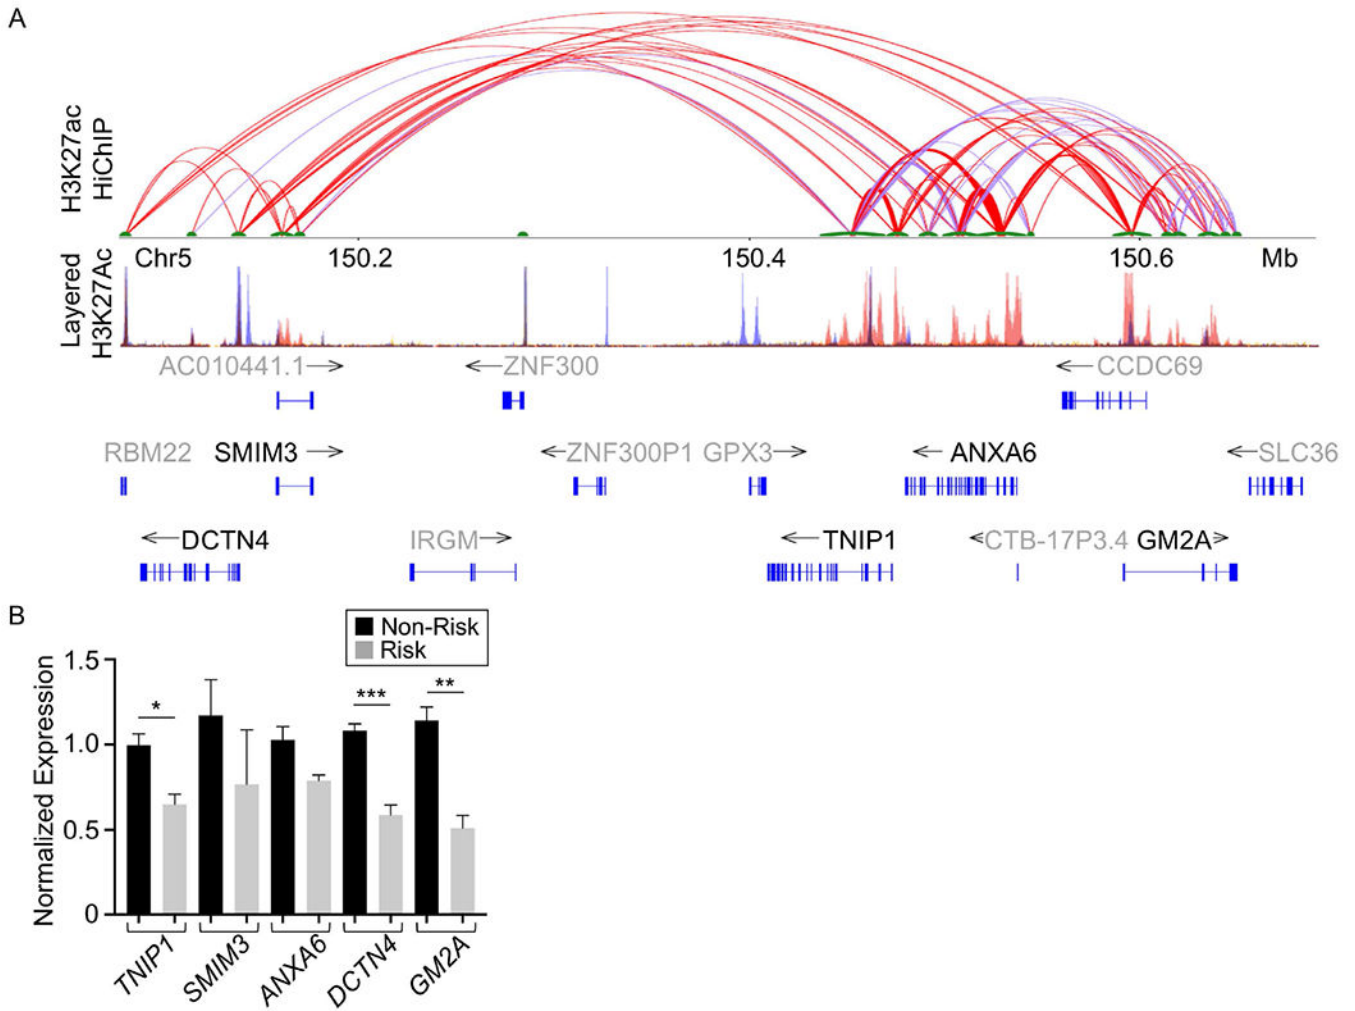 A
H3K27ac
HiChIP
Chr5 150.2 150.4 150.6 Mb
Layered
H3K27Ac
AC010441.1 ZNF300 CCDC69
RBM22 SMIM3 ZNF300P1 GPX3 ANXA6 SLC36
DCTN4 IRGM TNIP1 CTB-17P3.4 GM2A
B
Non-Risk
Risk
Normalized Expression
1.5
1.0
0.5
0
* *** **
TNIP1 SMIM3 ANXA6 DCTN4 GM2A